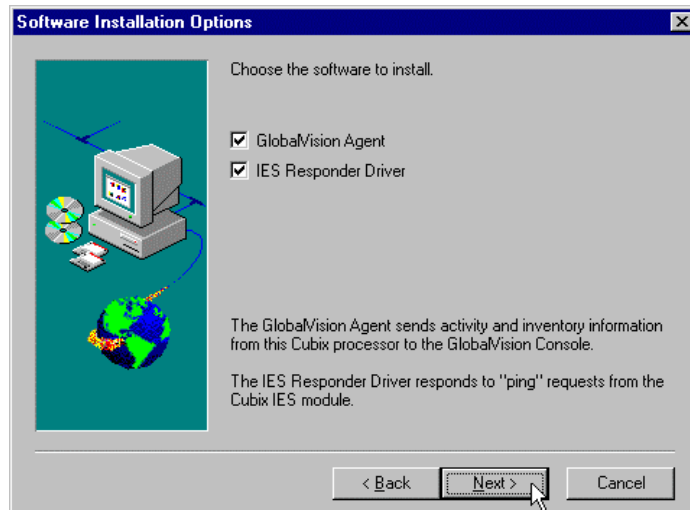 Software Installation Options
Choose the software to install.
GlobalVision Agent
IES Responder Driver
The GlobalVision Agent sends activity and inventory information
from this Cubix processor to the GlobalVision Console.
The IES Responder Driver responds to "ping" requests from the
Cubix IES module.
< Back
Next >
Cancel